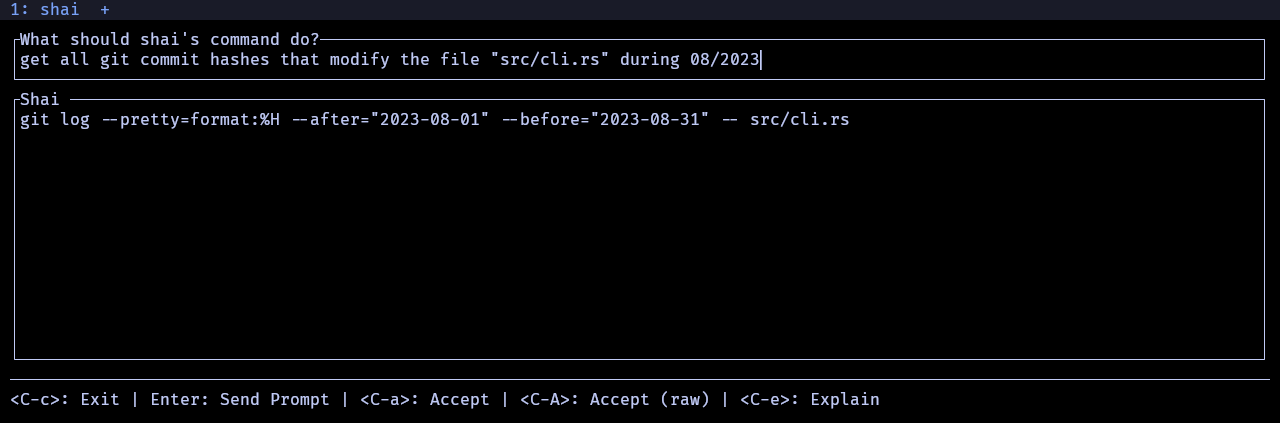 1: shai  +
What should shai's command do?
get all git commit hashes that modify the file "src/cli.rs" during 08/2023
Shai
git log --pretty=format:%H --after="2023-08-01" --before="2023-08-31" -- src/cli.rs
<C-c>: Exit | Enter: Send Prompt | <C-a>: Accept | <C-A>: Accept (raw) | <C-e>: Explain